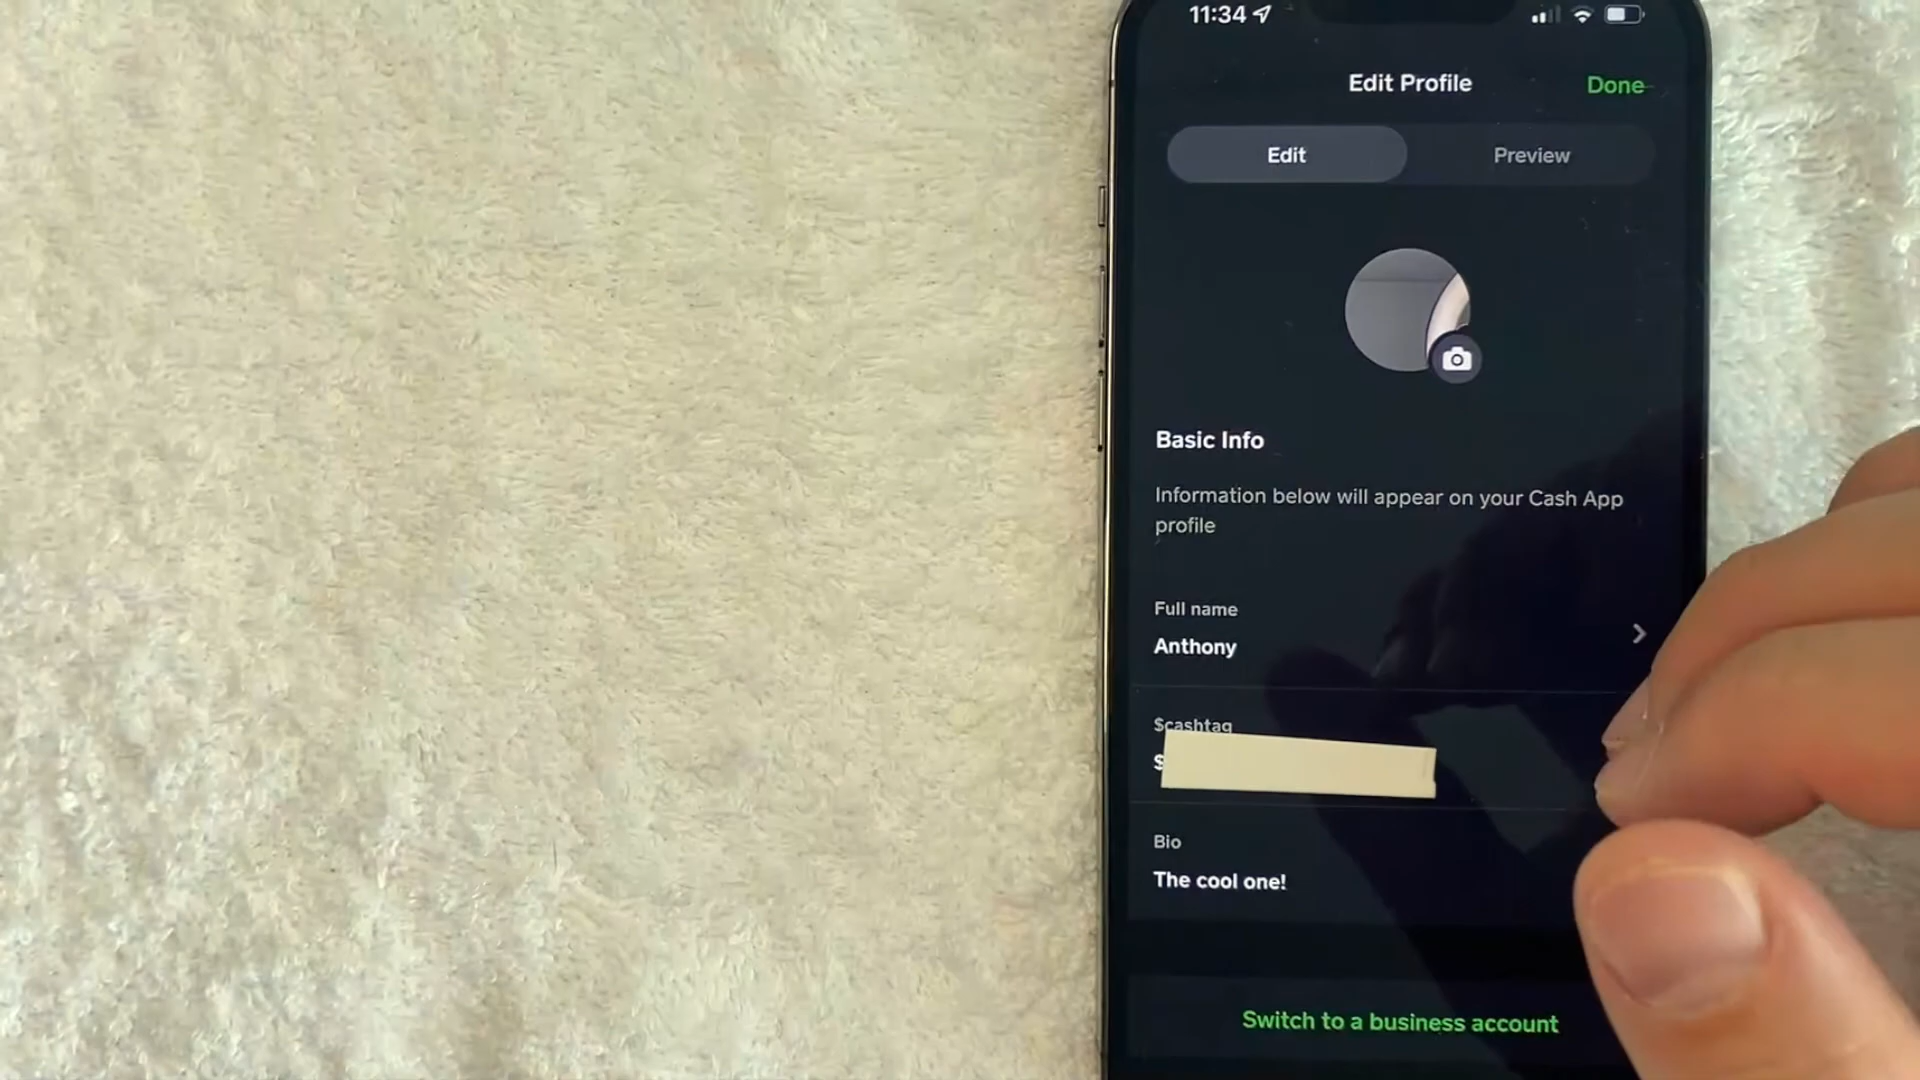 11:34
Edit Profile
Done
Edit
Preview
Basic Info
Information below will appear on your Cash App
profile
Full name
Anthony
$cashtag
$
Bio
The cool one!
Switch to a business account